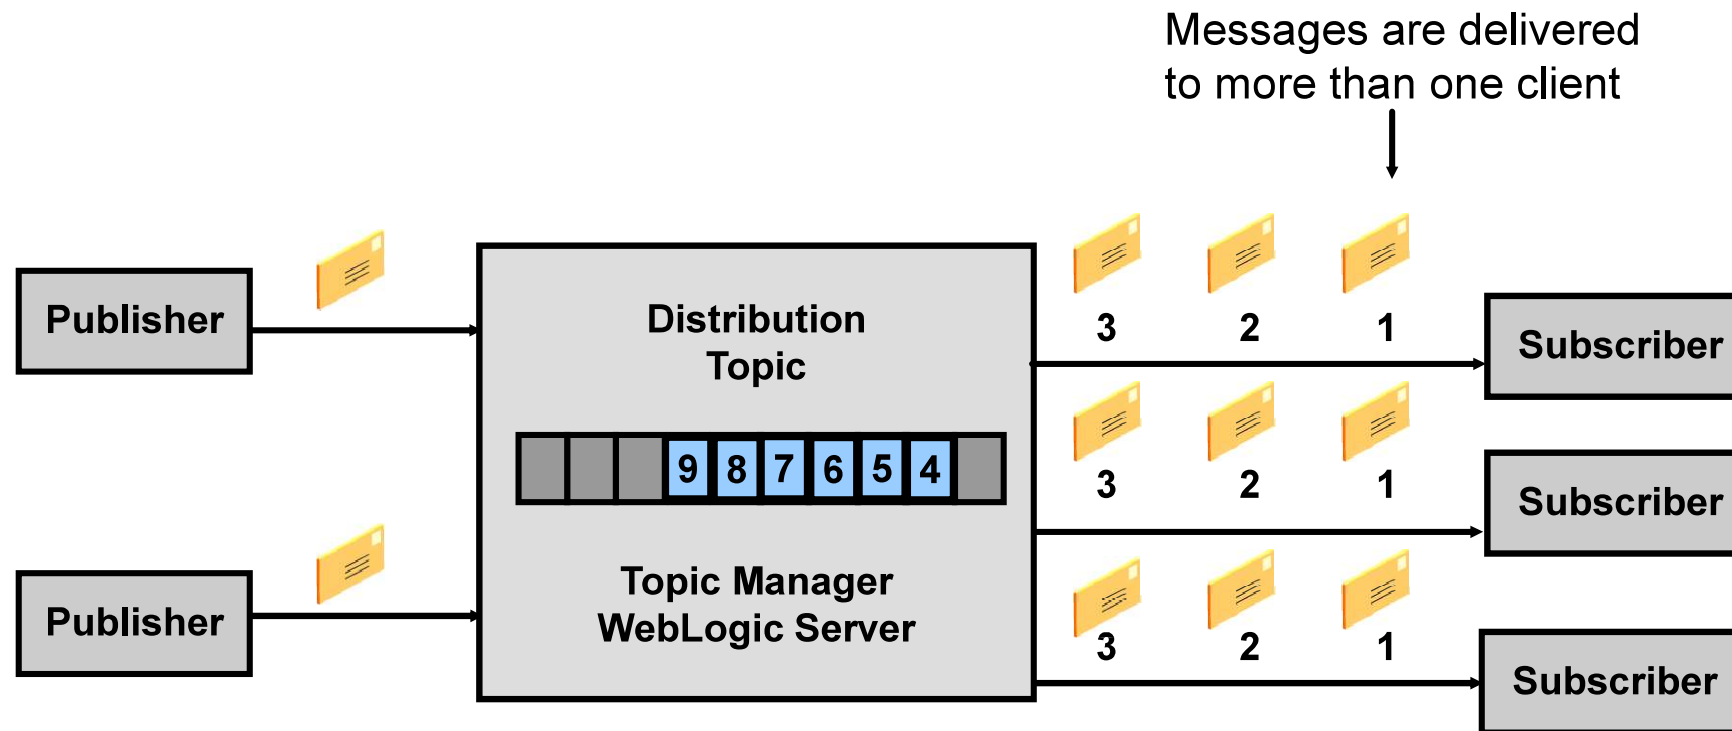 Messages are delivered
to more than one client
Publisher
Distribution
Topic
3 2 1
Subscriber
9 8 7 6 5 4
3 2 1
Subscriber
Publisher
Topic Manager
WebLogic Server
3 2 1
Subscriber